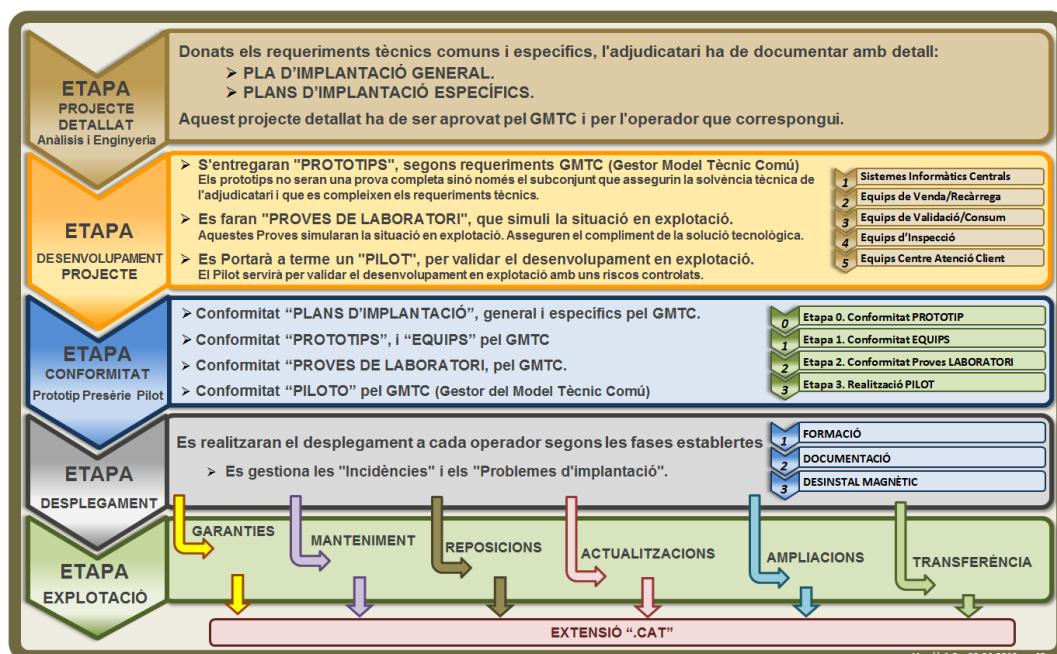 ETAPA
PROJECTE
DETALLAT
Anàlisis i Enginyeria
Donats els requeriments tècnics comuns i específics, l'adjudicatari ha de documentar amb detall:
➢ PLA D'IMPLANTACIÓ GENERAL.
➢ PLANS D'IMPLANTACIÓ ESPECÍFICS.
Aquest projecte detallat ha de ser aprovat pel GMTC i per l'operador que correspongui.
ETAPA
DESENVOLUPAMENT
PROJECTE
➢ S'entregaran "PROTOTIPS", segons requeriments GMTC (Gestor Model Tècnic Comú)
Els prototips no seran una prova completa sinó només el subconjunt que assegurin la solvència tècnica de
l'adjudicatari i que es compleixen els requeriments tècnics.
➢ Es faran "PROVES DE LABORATORI", que simuli la situació en explotació.
Aquestes Proves simularan la situació en explotació. Asseguren el compliment de la solució tecnològica.
➢ Es Portarà a terme un "PILOT", per validar el desenvolupament en explotació.
El Pilot servirà per validar el desenvolupament en explotació amb uns riscos controlats.
1 Sistemes Informàtics Centrals
2 Equips de Venda/Recàrrega
3 Equips de Validació/Consum
4 Equips d'Inspecció
5 Equips Centre Atenció Client
ETAPA
CONFORMITAT
Prototip Presèrie Pilot
➢ Conformitat "PLANS D'IMPLANTACIÓ", general i específics pel GMTC.
➢ Conformitat "PROTOTIPS", i "EQUIPS" pel GMTC
➢ Conformitat "PROVES DE LABORATORI, pel GMTC.
➢ Conformitat "PILOTO" pel GMTC (Gestor del Model Tècnic Comú)
0 Etapa 0. Conformitat PROTOTIP
1 Etapa 1. Conformitat EQUIPS
2 Etapa 2. Conformitat Proves LABORATORI
3 Etapa 3. Realització PILOT
ETAPA
DESPLEGAMENT
Es realitzaran el desplegament a cada operador segons les fases establertes
➢ Es gestiona les "Incidències" i els "Problemes d'implantació".
1 FORMACIÓ
2 DOCUMENTACIÓ
3 DESINSTAL MAGNÈTIC
ETAPA
EXPLOTACIÓ
GARANTIES
MANTENIMENT
REPOSICIONS
ACTUALITZACIONS
AMPLIACIONS
TRANSFERÈNCIA
EXTENSIÓ ".CAT"